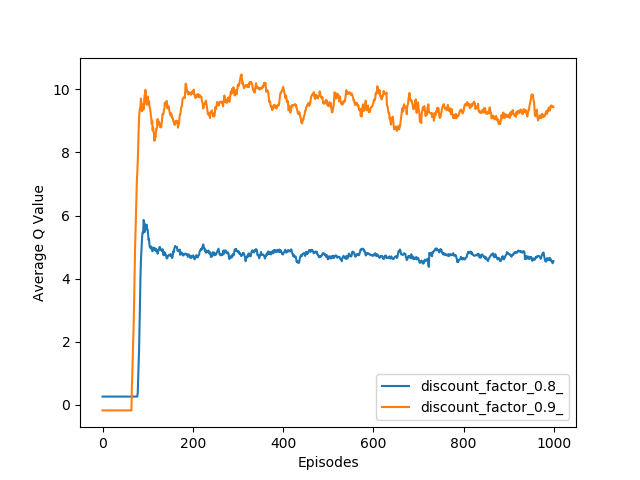 10
8
6
4
2
0
Average Q Value
0 200 400 600 800 1000
Episodes
discount_factor_0.8_
discount_factor_0.9_